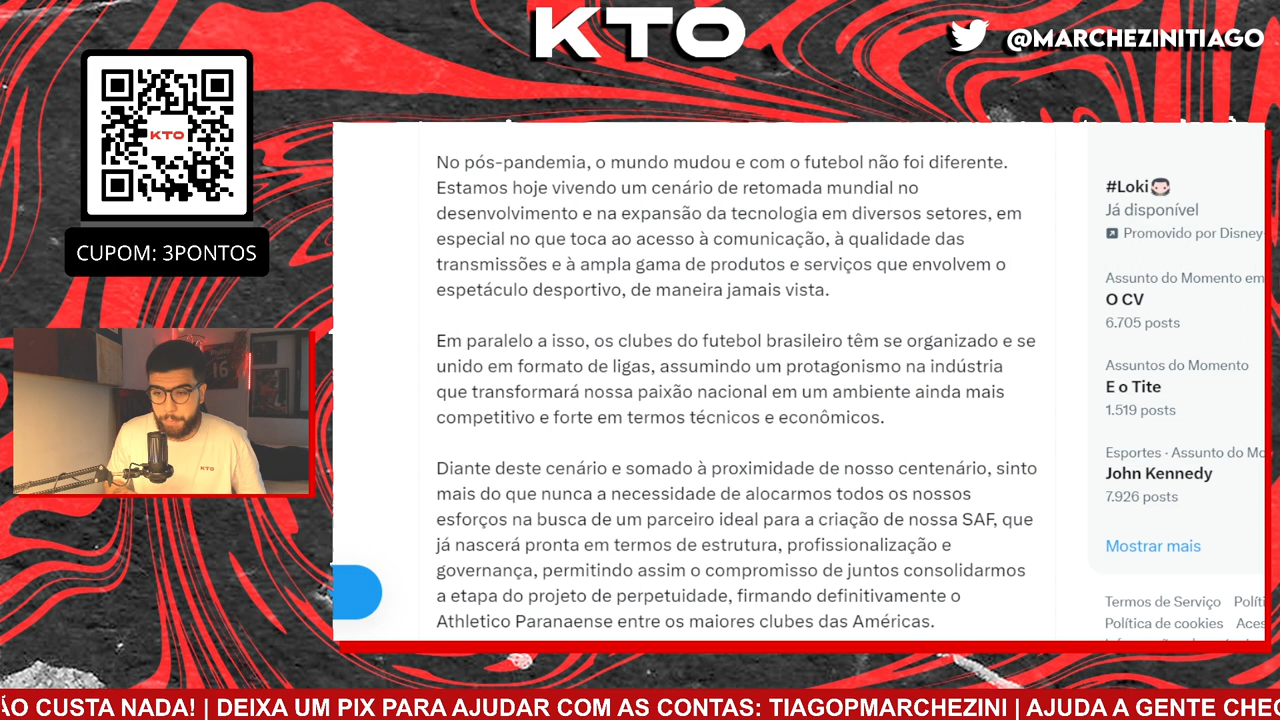 KTO
@MARCHEZINITIAGO
KTO
CUPOM: 3PONTOS
No pós-pandemia, o mundo mudou e com o futebol não foi diferente.
Estamos hoje vivendo um cenário de retomada mundial no
desenvolvimento e na expansão da tecnologia em diversos setores, em
especial no que toca ao acesso à comunicação, à qualidade das
transmissões e à ampla gama de produtos e serviços que envolvem o
espetáculo desportivo, de maneira jamais vista.
Em paralelo a isso, os clubes do futebol brasileiro têm se organizado e se
unido em formato de ligas, assumindo um protagonismo na indústria
que transformará nossa paixão nacional em um ambiente ainda mais
competitivo e forte em termos técnicos e econômicos.
Diante deste cenário e somado à proximidade de nosso centenário, sinto
mais do que nunca a necessidade de alocarmos todos os nossos
esforços na busca de um parceiro ideal para a criação de nossa SAF, que
já nascerá pronta em termos de estrutura, profissionalização e
governança, permitindo assim o compromisso de juntos consolidarmos
a etapa do projeto de perpetuidade, firmando definitivamente o
Athletico Paranaense entre os maiores clubes das Américas.
#Loki
Já disponível
Promovido por Disney
Assunto do Momento em
O CV
6.705 posts
Assuntos do Momento
E o Tite
1.519 posts
Esportes · Assunto do Mo
John Kennedy
7.926 posts
Mostrar mais
Termos de Serviço Políti
Política de cookies Aces
16
KTO
ÃO CUSTA NADA! | DEIXA UM PIX PARA AJUDAR COM AS CONTAS: TIAGOPMARCHEZINI | AJUDA A GENTE CHEG